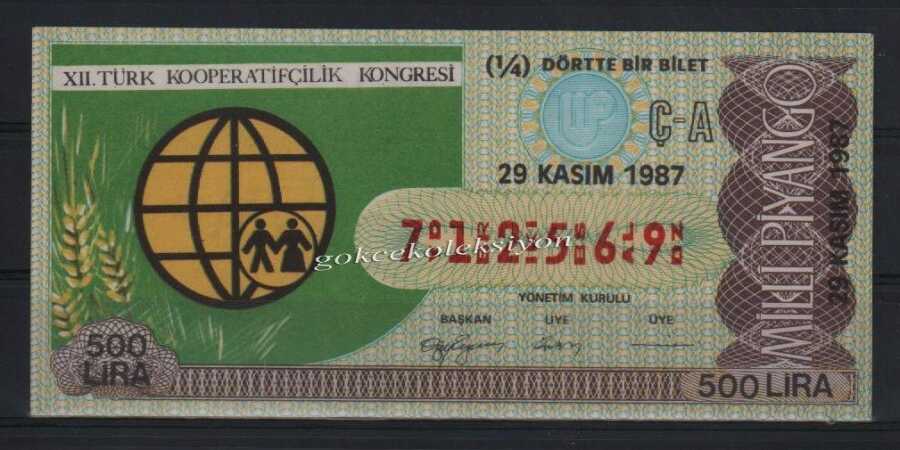 XII. TÜRK KOOPERATİFÇİLİK KONGRESİ
(1/4) DÖRTTE BİR BİLET
Ç-A
29 KASIM 1987
7 1 2 5 6 9
gokcekoleksiyon
YÖNETİM KURULU
BAŞKAN ÜYE ÜYE
500
LİRA
500 LİRA
MİLLİ PİYANGO
29 KASIM 1987